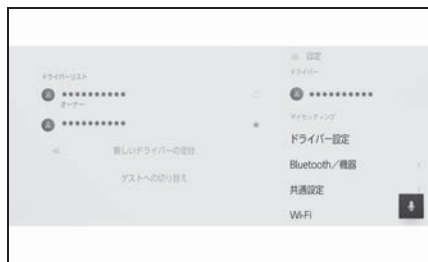 ドライバーリスト
●●●●●●●●●●
オーナー
●●●●●●●●●●
新しいドライバーの登録
ゲストへの切り替え
設定
ドライバー
●●●●●●●●●●
マイセッティング
ドライバー設定
Bluetooth／機器
共通設定
Wi-Fi